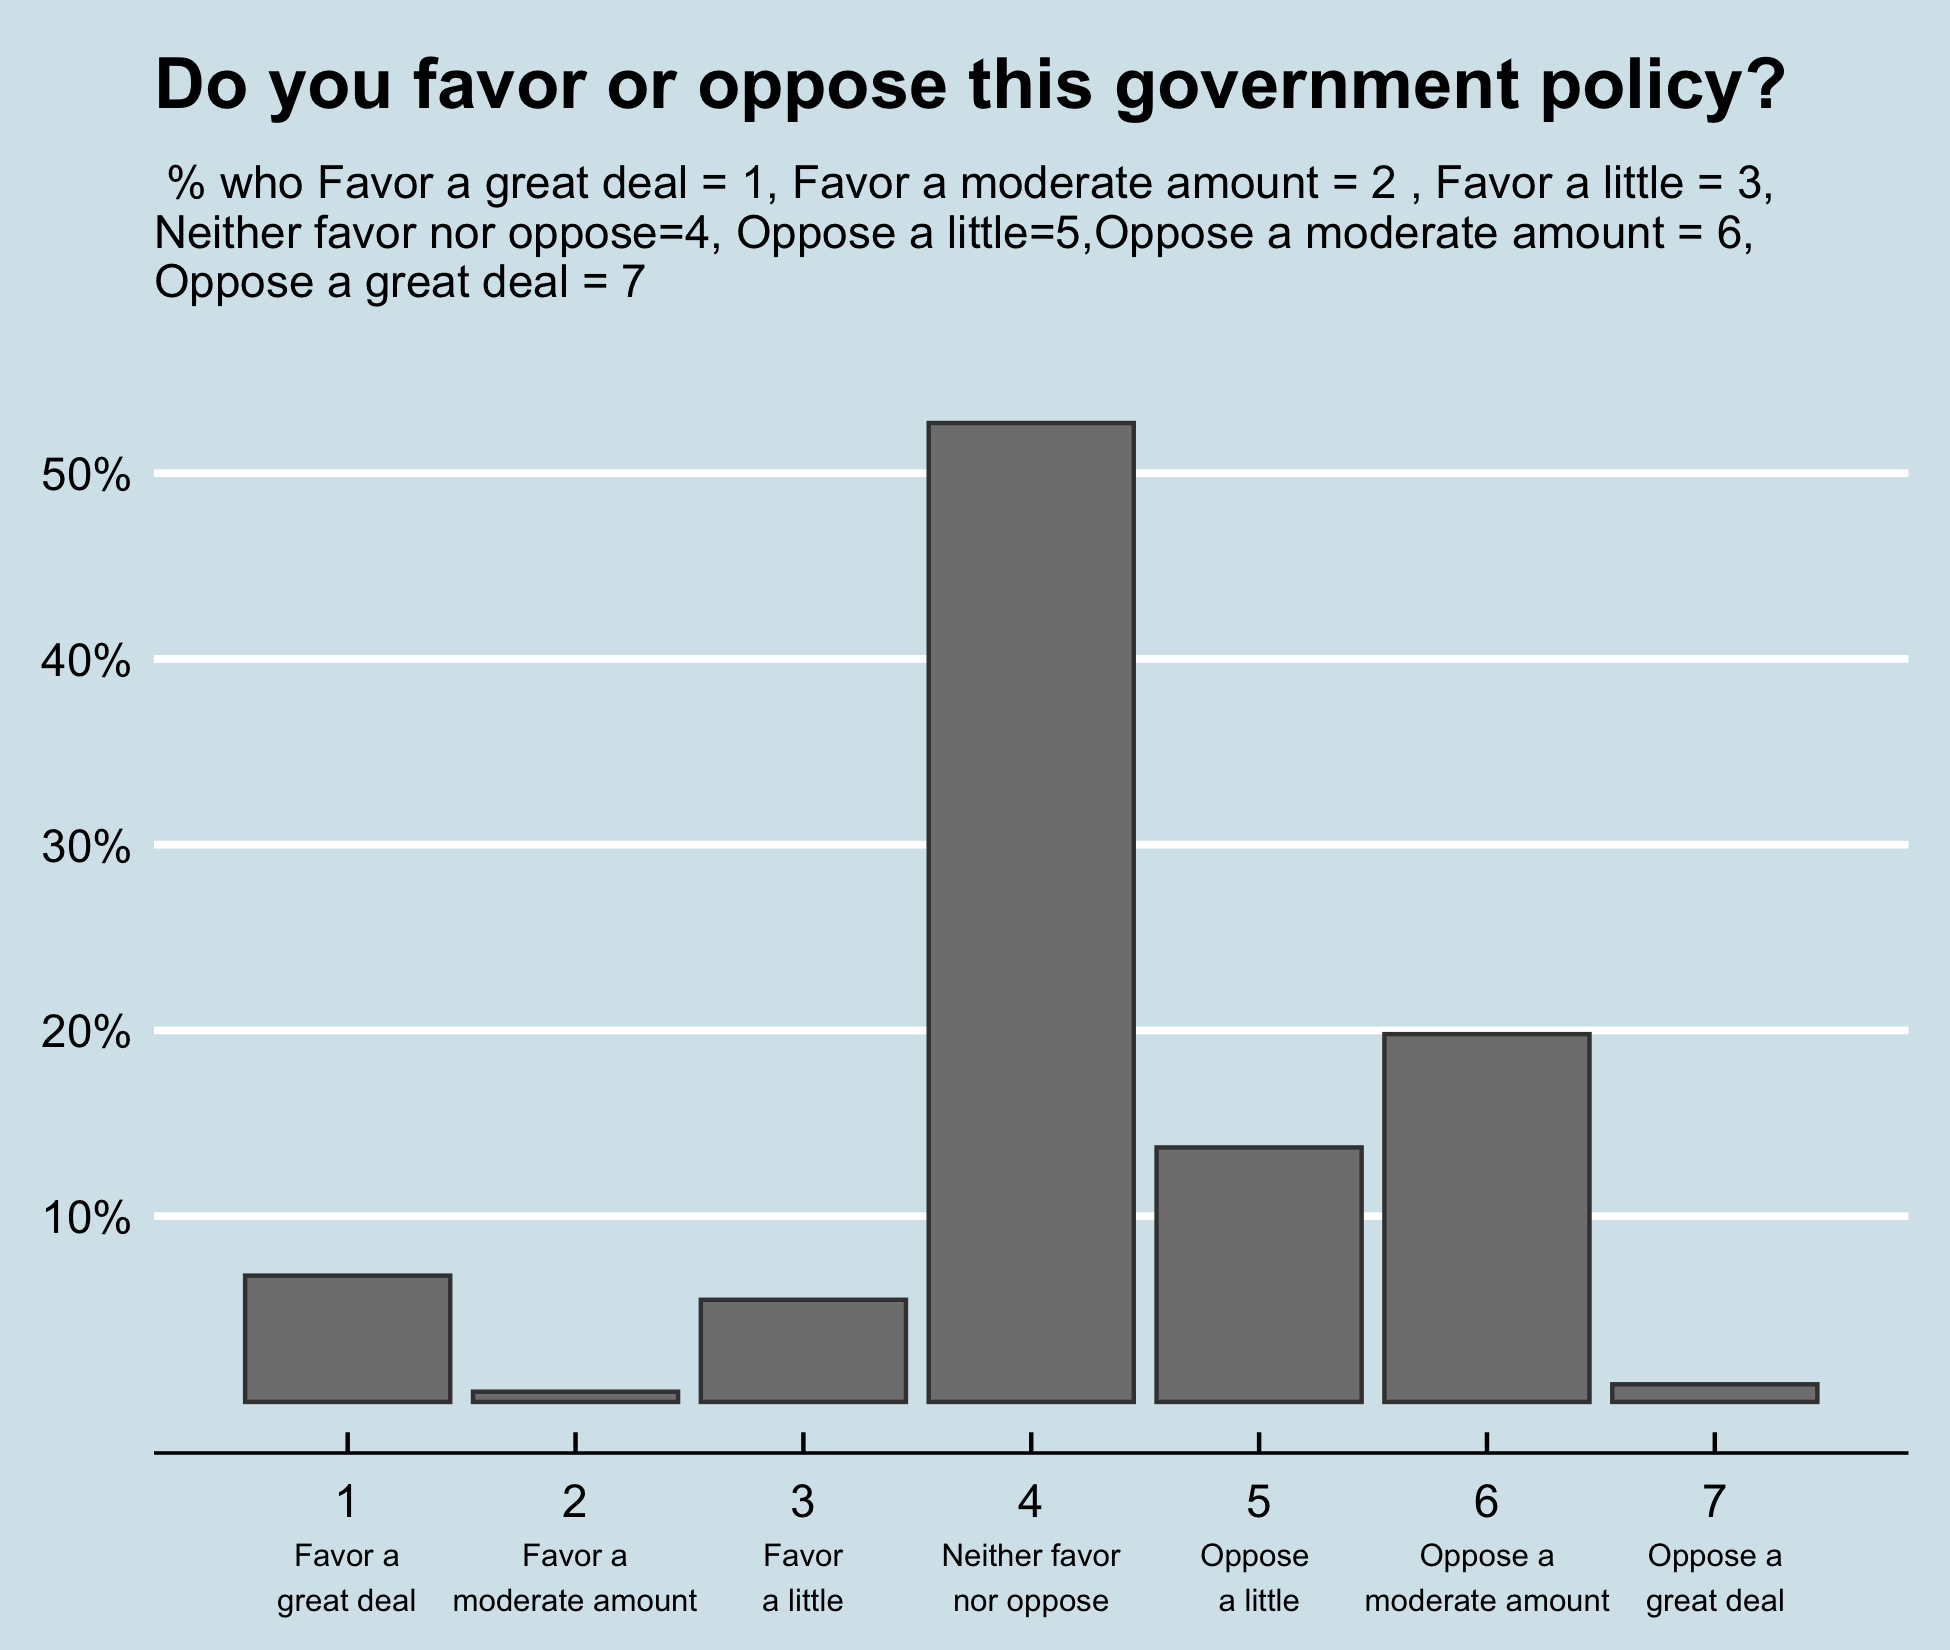 Do you favor or oppose this government policy?
% who Favor a great deal = 1, Favor a moderate amount = 2 , Favor a little = 3,
Neither favor nor oppose=4, Oppose a little=5,Oppose a moderate amount = 6,
Oppose a great deal = 7
50%
40%
30%
20%
10%
1 2 3 4 5 6 7
Favor a Favor a Favor Neither favor Oppose Oppose a Oppose a
great deal moderate amount a little nor oppose a little moderate amount great deal